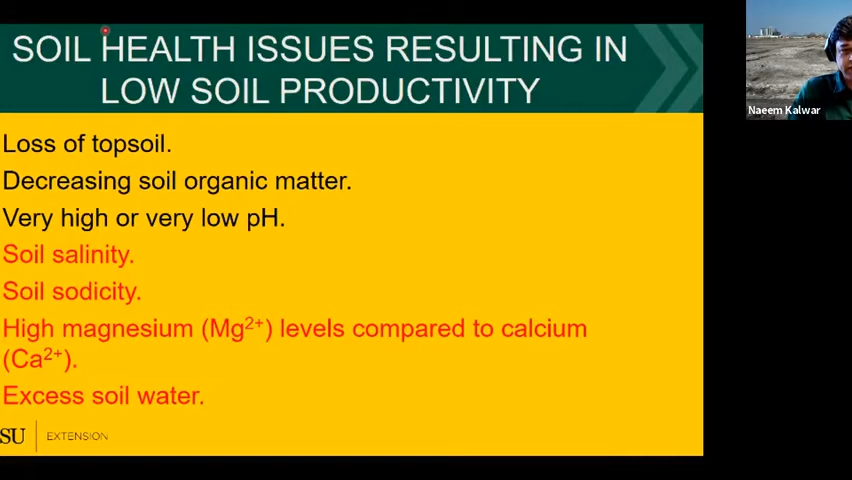 SOIL HEALTH ISSUES RESULTING IN
LOW SOIL PRODUCTIVITY
Naeem Kalwar
Loss of topsoil.
Decreasing soil organic matter.
Very high or very low pH.
Soil salinity.
Soil sodicity.
High magnesium (Mg²⁺) levels compared to calcium
(Ca²⁺).
Excess soil water.
SU EXTENSION